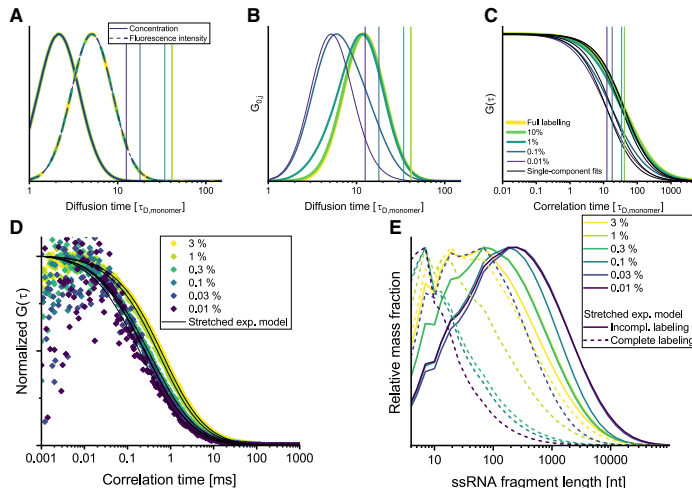 A
Concentration
Fluorescence intensity
1
10
100
Diffusion time [τD,monomer]
B
G0,j
1
10
100
Diffusion time [τD,monomer]
C
G(τ)
Full labelling
10%
1%
0.1%
0.01%
Single-component fits
0.01
0.1
1
10
100
1000
Correlation time [τD,monomer]
D
Normalized G(τ)
3 %
1 %
0.3 %
0.1 %
0.03 %
0.01 %
Stretched exp. model
0,001
0,01
0,1
1
10
100
1000
Correlation time [ms]
E
Relative mass fraction
3 %
1 %
0.3 %
0.1 %
0.03 %
0.01 %
Stretched exp. model
Incompl. labeling
Complete labeling
10
100
1000
10000
ssRNA fragment length [nt]